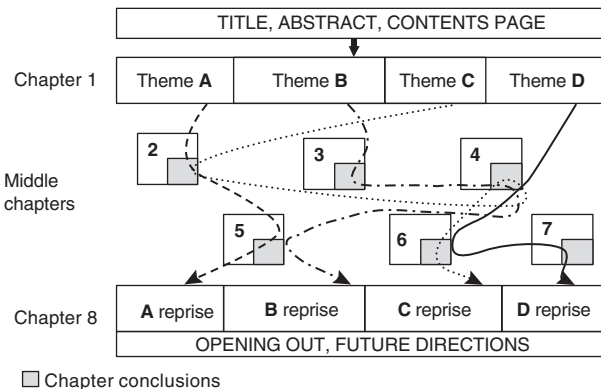 TITLE, ABSTRACT, CONTENTS PAGE
Chapter 1
Theme A
Theme B
Theme C
Theme D
2
3
4
Middle
chapters
5
6
7
Chapter 8
A reprise
B reprise
C reprise
D reprise
OPENING OUT, FUTURE DIRECTIONS
Chapter conclusions